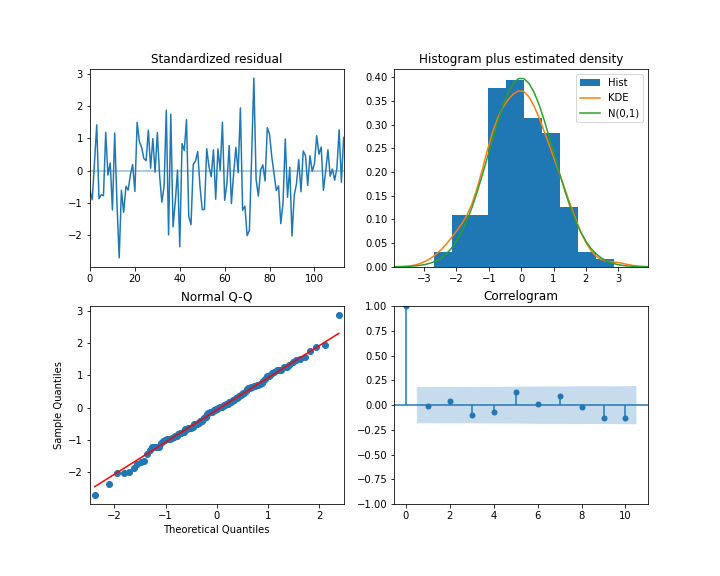 Standardized residual
3
2
1
0
−1
−2
0 20 40 60 80 100
Histogram plus estimated density
0.40
0.35
0.30
0.25
0.20
0.15
0.10
0.05
0.00
−3 −2 −1 0 1 2 3
Hist
KDE
N(0,1)
Normal Q-Q
Sample Quantiles
3
2
1
0
−1
−2
−2 −1 0 1 2
Theoretical Quantiles
Correlogram
1.00
0.75
0.50
0.25
0.00
−0.25
−0.50
−0.75
−1.00
0 2 4 6 8 10